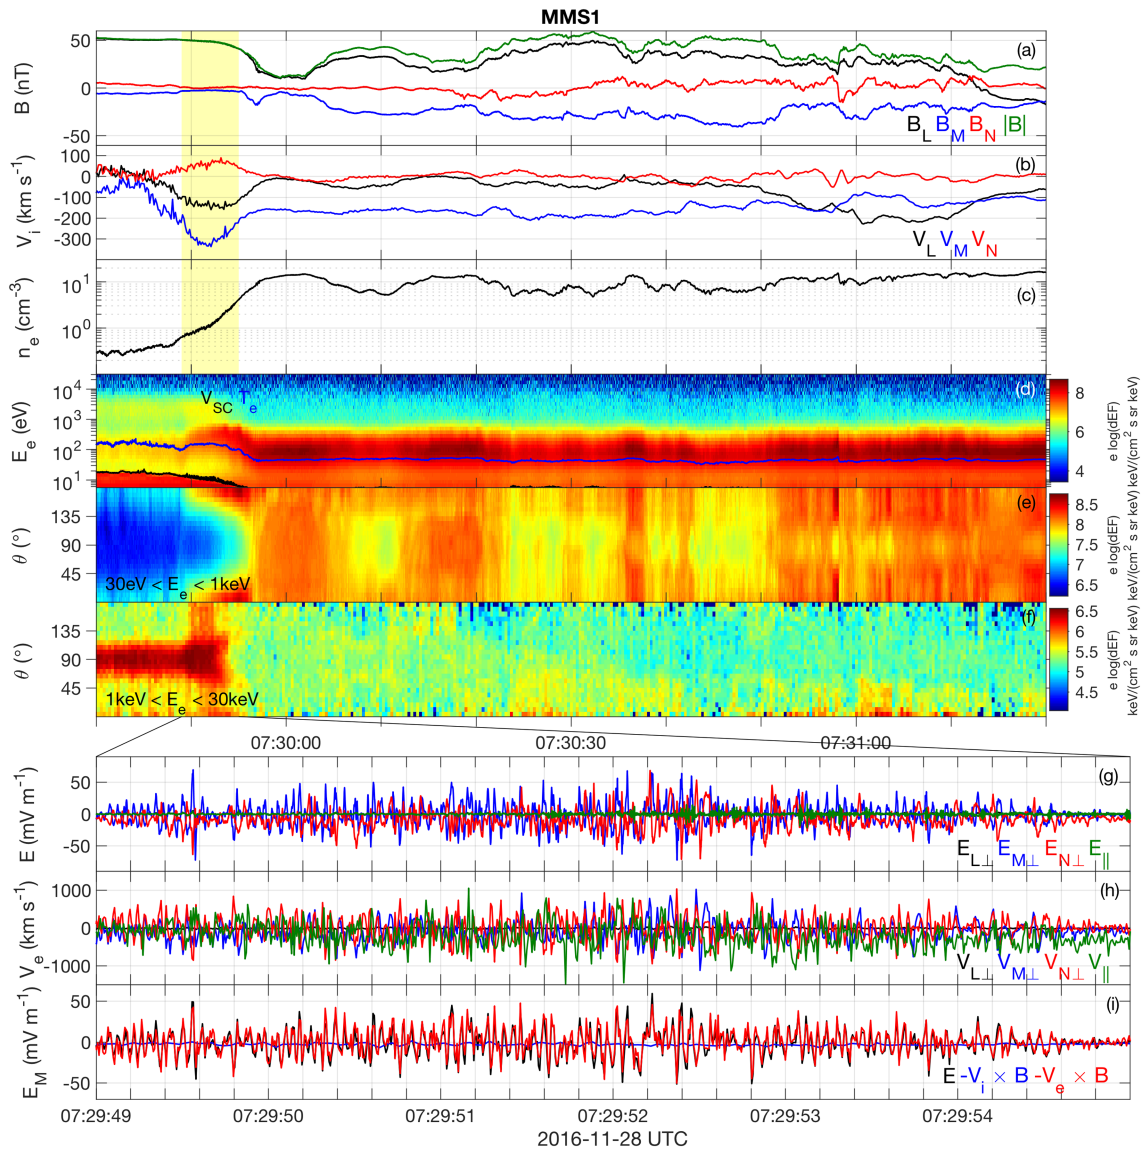 MMS1
50
0
-50
B (nT)
(a)
B_L B_M B_N |B|
100
0
-100
-200
-300
V_i (km s^-1)
(b)
V_L V_M V_N
10^1
10^0
n_e (cm^-3)
(c)
10^4
10^3
10^2
10^1
E_e (eV)
V_SC T_e
(d)
8
6
4
e log(dEF)
keV/(cm^2 s sr keV)
135
90
45
θ (°)
(e)
30eV < E_e < 1keV
8.5
8
7.5
7
6.5
e log(dEF)
keV/(cm^2 s sr keV)
135
90
45
θ (°)
(f)
1keV < E_e < 30keV
6.5
6
5.5
5
4.5
e log(dEF)
keV/(cm^2 s sr keV)
07:30:00 07:30:30 07:31:00
50
0
-50
E (mV m^-1)
(g)
E_L⊥ E_M⊥ E_N⊥ E_||
1000
0
-1000
V_e (km s^-1)
(h)
V_L⊥ V_M⊥ V_N⊥ V_||
50
0
-50
E_M (mV m^-1)
(i)
E -V_i × B -V_e × B
07:29:49 07:29:50 07:29:51 07:29:52 07:29:53 07:29:54
2016-11-28 UTC